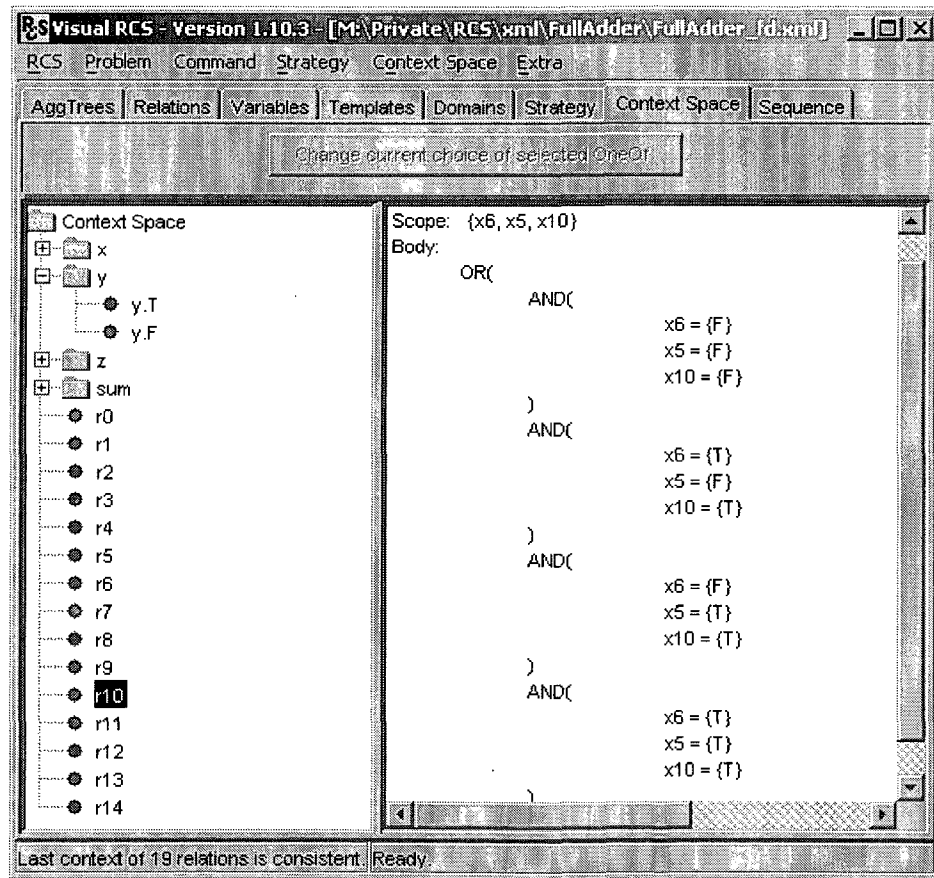 Visual RCS - Version 1.10.3 - [M:\Private\RCS\xml\FullAdder\FullAdder_fd.xml]
RCS Problem Command Strategy Context Space Extra
AggTrees Relations Variables Templates Domains Strategy Context Space Sequence
Change current choice of selected OneOf
Context Space
x
y
y.T
y.F
z
sum
r0
r1
r2
r3
r4
r5
r6
r7
r8
r9
r10
r11
r12
r13
r14
Scope: {x6, x5, x10}
Body:
OR(
AND(
x6 = {F}
x5 = {F}
x10 = {F}
)
AND(
x6 = {T}
x5 = {F}
x10 = {T}
)
AND(
x6 = {F}
x5 = {T}
x10 = {T}
)
AND(
x6 = {T}
x5 = {T}
x10 = {T}
)
Last context of 19 relations is consistent. Ready.